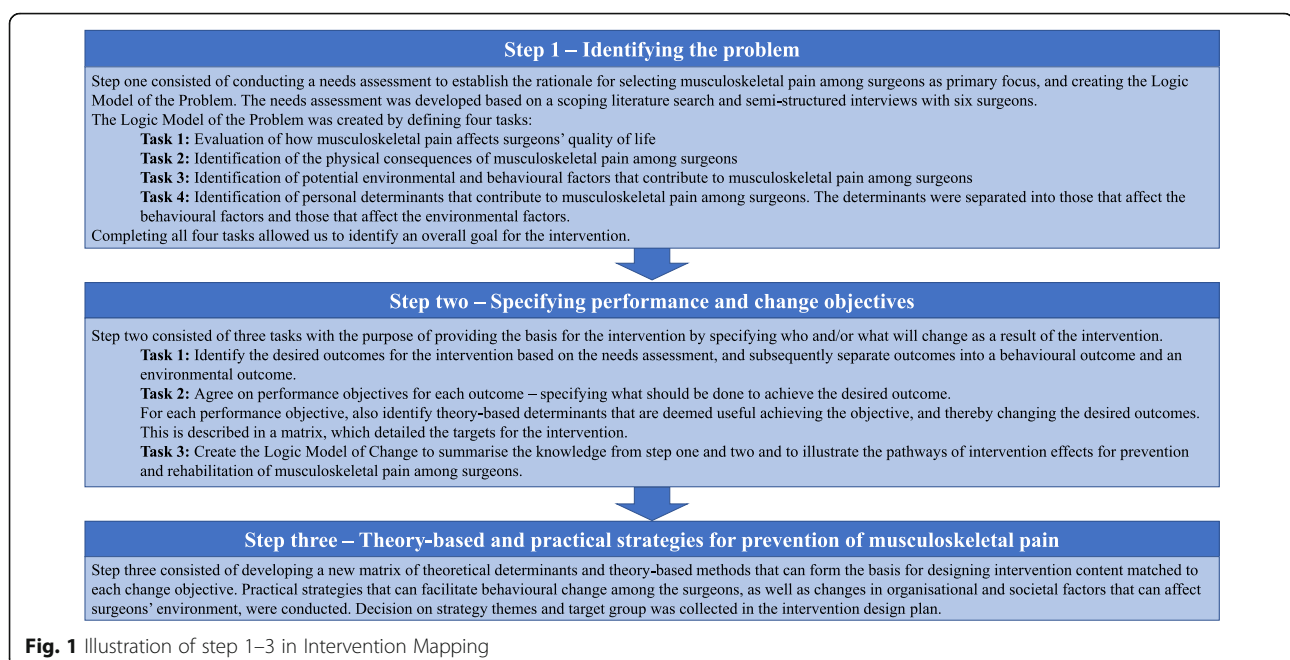 Step 1 – Identifying the problem
Step one consisted of conducting a needs assessment to establish the rationale for selecting musculoskeletal pain among surgeons as primary focus, and creating the Logic
Model of the Problem. The needs assessment was developed based on a scoping literature search and semi-structured interviews with six surgeons.
The Logic Model of the Problem was created by defining four tasks:
Task 1: Evaluation of how musculoskeletal pain affects surgeons' quality of life
Task 2: Identification of the physical consequences of musculoskeletal pain among surgeons
Task 3: Identification of potential environmental and behavioural factors that contribute to musculoskeletal pain among surgeons
Task 4: Identification of personal determinants that contribute to musculoskeletal pain among surgeons. The determinants were separated into those that affect the
behavioural factors and those that affect the environmental factors.
Completing all four tasks allowed us to identify an overall goal for the intervention.
Step two – Specifying performance and change objectives
Step two consisted of three tasks with the purpose of providing the basis for the intervention by specifying who and/or what will change as a result of the intervention.
Task 1: Identify the desired outcomes for the intervention based on the needs assessment, and subsequently separate outcomes into a behavioural outcome and an
environmental outcome.
Task 2: Agree on performance objectives for each outcome – specifying what should be done to achieve the desired outcome.
For each performance objective, also identify theory-based determinants that are deemed useful achieving the objective, and thereby changing the desired outcomes.
This is described in a matrix, which detailed the targets for the intervention.
Task 3: Create the Logic Model of Change to summarise the knowledge from step one and two and to illustrate the pathways of intervention effects for prevention
and rehabilitation of musculoskeletal pain among surgeons.
Step three – Theory-based and practical strategies for prevention of musculoskeletal pain
Step three consisted of developing a new matrix of theoretical determinants and theory-based methods that can form the basis for designing intervention content matched to
each change objective. Practical strategies that can facilitate behavioural change among the surgeons, as well as changes in organisational and societal factors that can affect
surgeons' environment, were conducted. Decision on strategy themes and target group was collected in the intervention design plan.
Fig. 1 Illustration of step 1–3 in Intervention Mapping